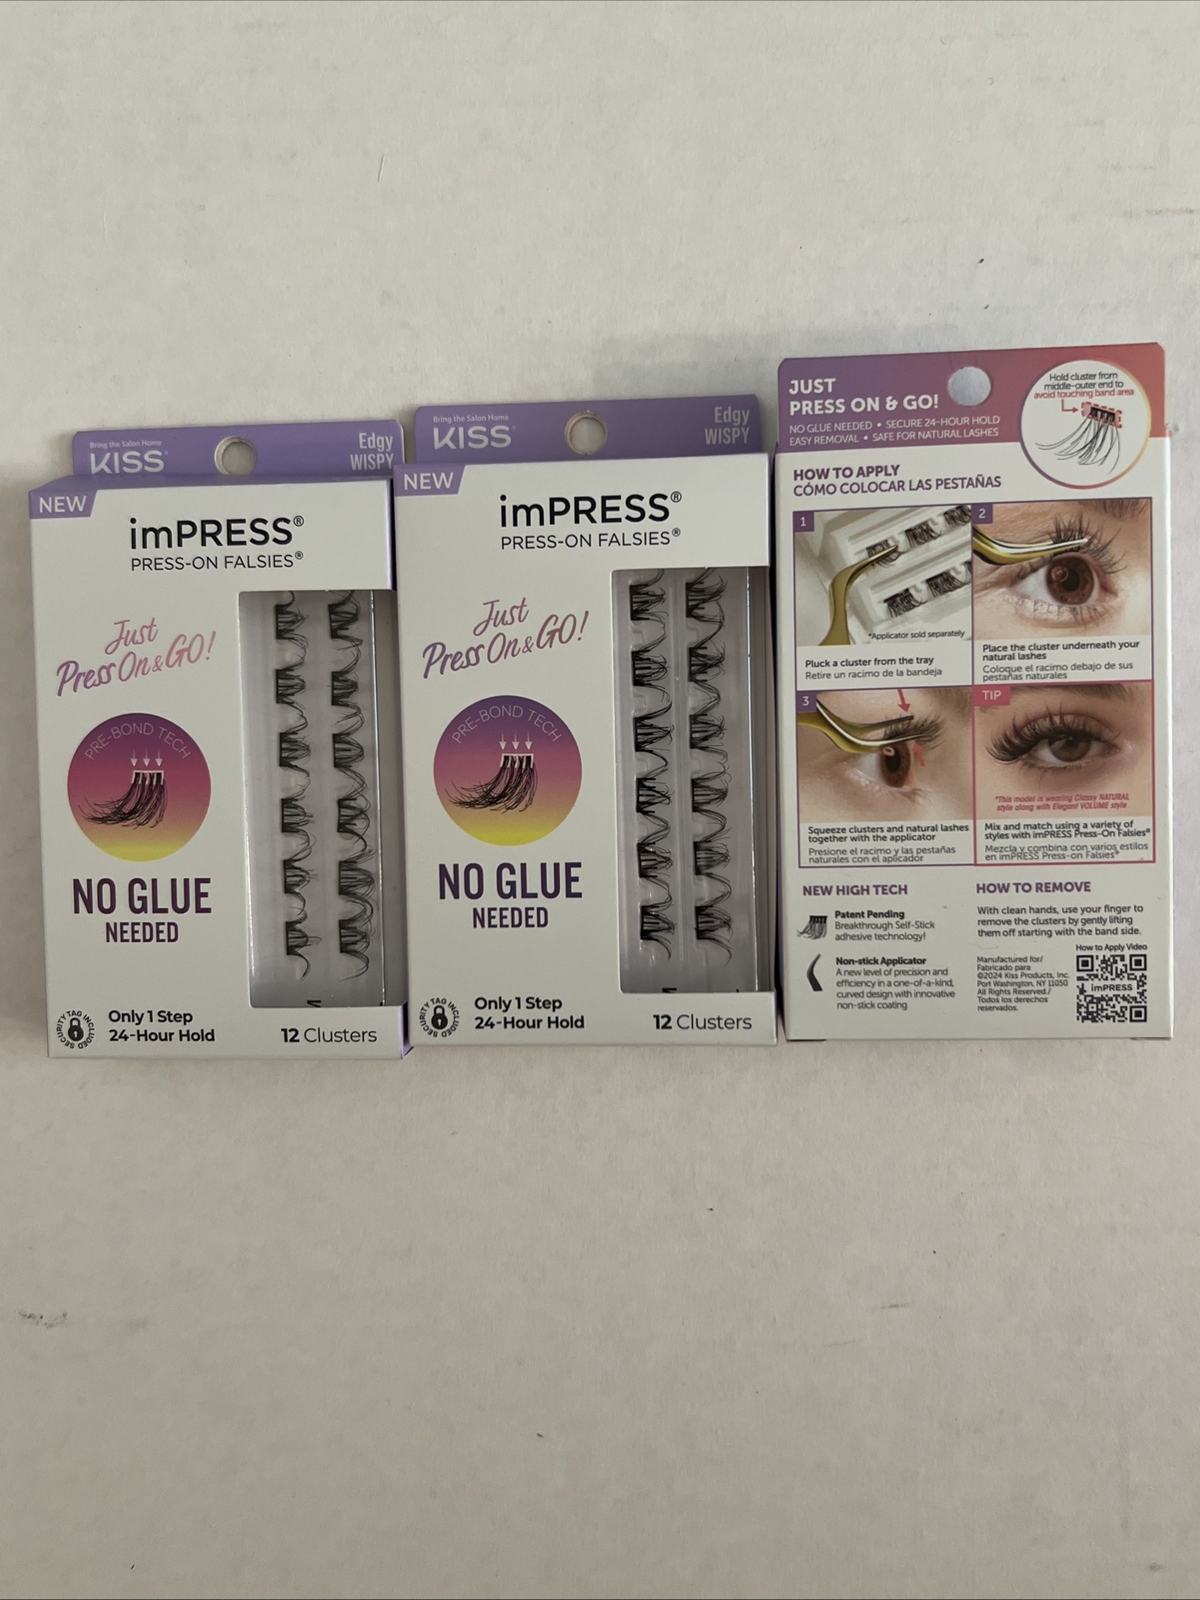 Bring the Salon Home
KISS
Edgy
WISPY
NEW
imPRESS®
PRESS-ON FALSIES®
Just
Press On & GO!
PRE-BOND TECH
NO GLUE
NEEDED
SECURITY TAG INCLUDED
Only 1 Step
24-Hour Hold
12 Clusters
Bring the Salon Home
KISS
Edgy
WISPY
NEW
imPRESS®
PRESS-ON FALSIES®
Just
Press On & GO!
PRE-BOND TECH
NO GLUE
NEEDED
SECURITY TAG INCLUDED
Only 1 Step
24-Hour Hold
12 Clusters
JUST
PRESS ON & GO!
NO GLUE NEEDED • SECURE 24-HOUR HOLD
EASY REMOVAL • SAFE FOR NATURAL LASHES
Hold cluster from
middle-outer end to
avoid touching band area
HOW TO APPLY
CÓMO COLOCAR LAS PESTAÑAS
1
*Applicator sold separately
Pluck a cluster from the tray
Retire un racimo de la bandeja
2
Place the cluster underneath your
natural lashes
Coloque el racimo debajo de sus
pestañas naturales
3
Squeeze clusters and natural lashes
together with the applicator
Presione el racimo y las pestañas
naturales con el aplicador
TIP
*This model is wearing Classy NATURAL
style along with Elegant VOLUME style
Mix and match using a variety of
styles with imPRESS Press-On Falsies®
Mezcla y combina con varios estilos
en imPRESS Press-on Falsies®
NEW HIGH TECH
Patent Pending
Breakthrough Self-Stick
adhesive technology!
Non-stick Applicator
A new level of precision and
efficiency in a one-of-a-kind,
curved design with innovative
non-stick coating
HOW TO REMOVE
With clean hands, use your finger to
remove the clusters by gently lifting
them off starting with the band side.
Manufactured for/
Fabricado para
©2024 Kiss Products, Inc.
Port Washington, NY 11050
All Rights Reserved./
Todos los derechos
reservados.
How to Apply Video
imPRESS